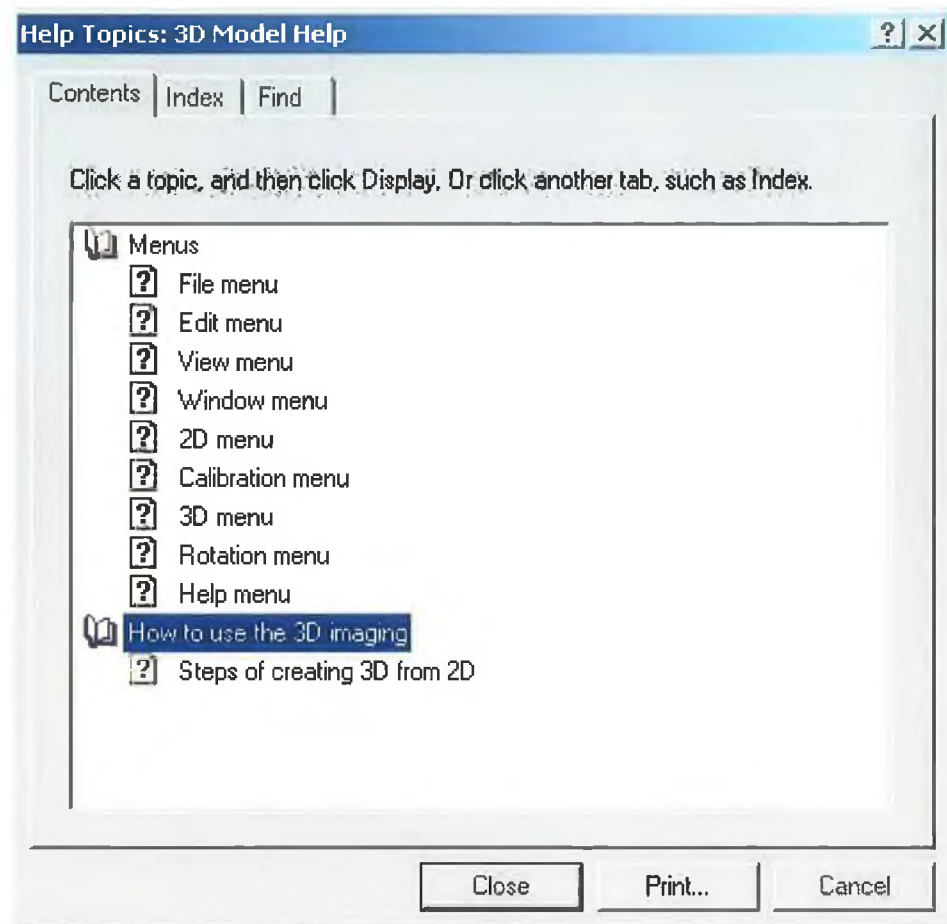 Help Topics: 3D Model Help
Contents Index Find
Click a topic, and then click Display, Or click another tab, such as Index.
Menus
File menu
Edit menu
View menu
Window menu
2D menu
Calibration menu
3D menu
Rotation menu
Help menu
How to use the 3D imaging
Steps of creating 3D from 2D
Close Print... Cancel